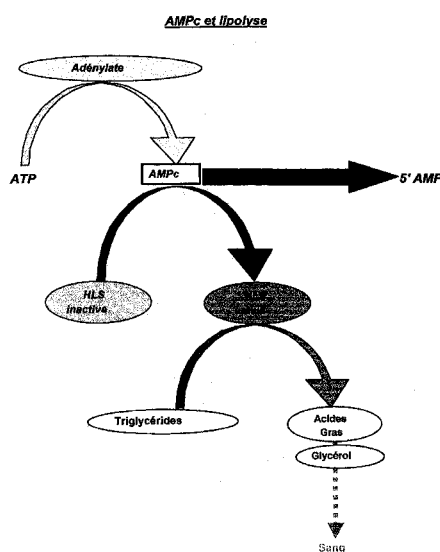 AMPc et lipolyse
Adénylate
ATP
AMPc
5' AMP
HLS
inactive
Triglycérides
Acides
Gras
Glycérol
Sang